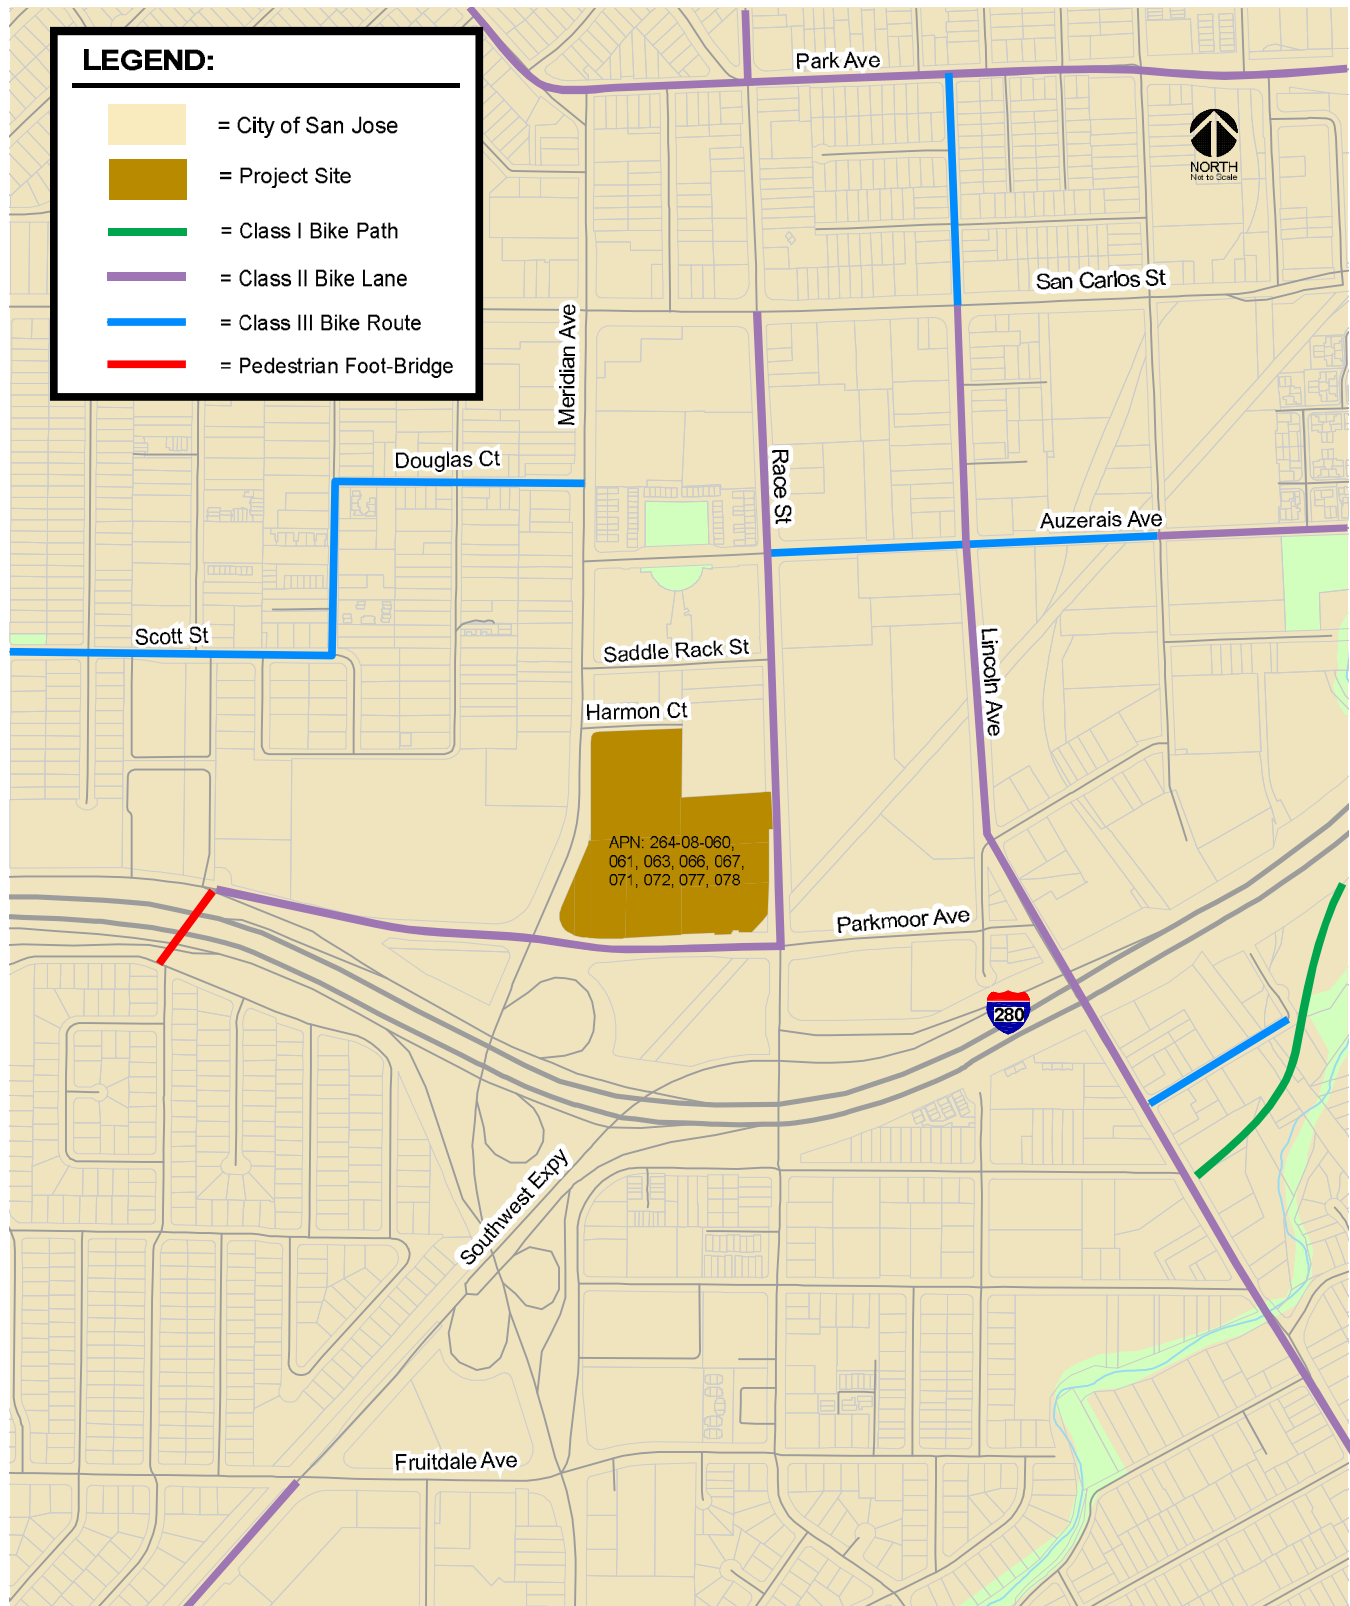 LEGEND:
= City of San Jose
= Project Site
= Class I Bike Path
= Class II Bike Lane
= Class III Bike Route
= Pedestrian Foot-Bridge
Park Ave
NORTH
Not to Scale
San Carlos St
Meridian Ave
Douglas Ct
Race St
Auzerais Ave
Scott St
Saddle Rack St
Lincoln Ave
Harmon Ct
APN: 264-08-060,
061, 063, 066, 067,
071, 072, 077, 078
Parkmoor Ave
280
Southwest Expy
Fruitdale Ave